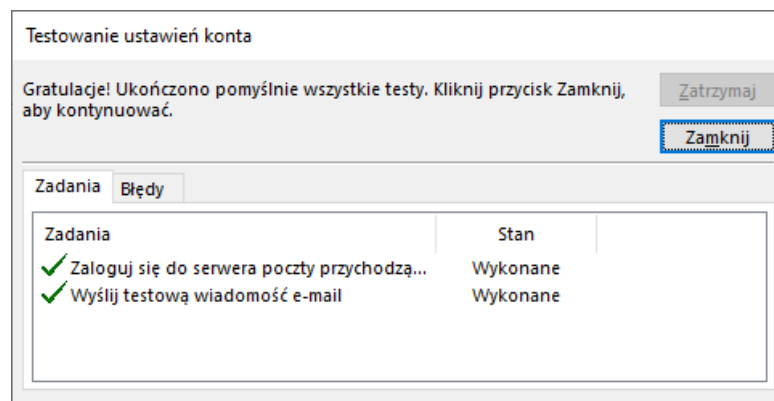 Testowanie ustawień konta
Gratulacje! Ukończono pomyślnie wszystkie testy. Kliknij przycisk Zamknij,
aby kontynuować.
Zatrzymaj
Zamknij
Zadania
Błędy
Zadania Stan
Zaloguj się do serwera poczty przychodzą... Wykonane
Wyślij testową wiadomość e-mail Wykonane